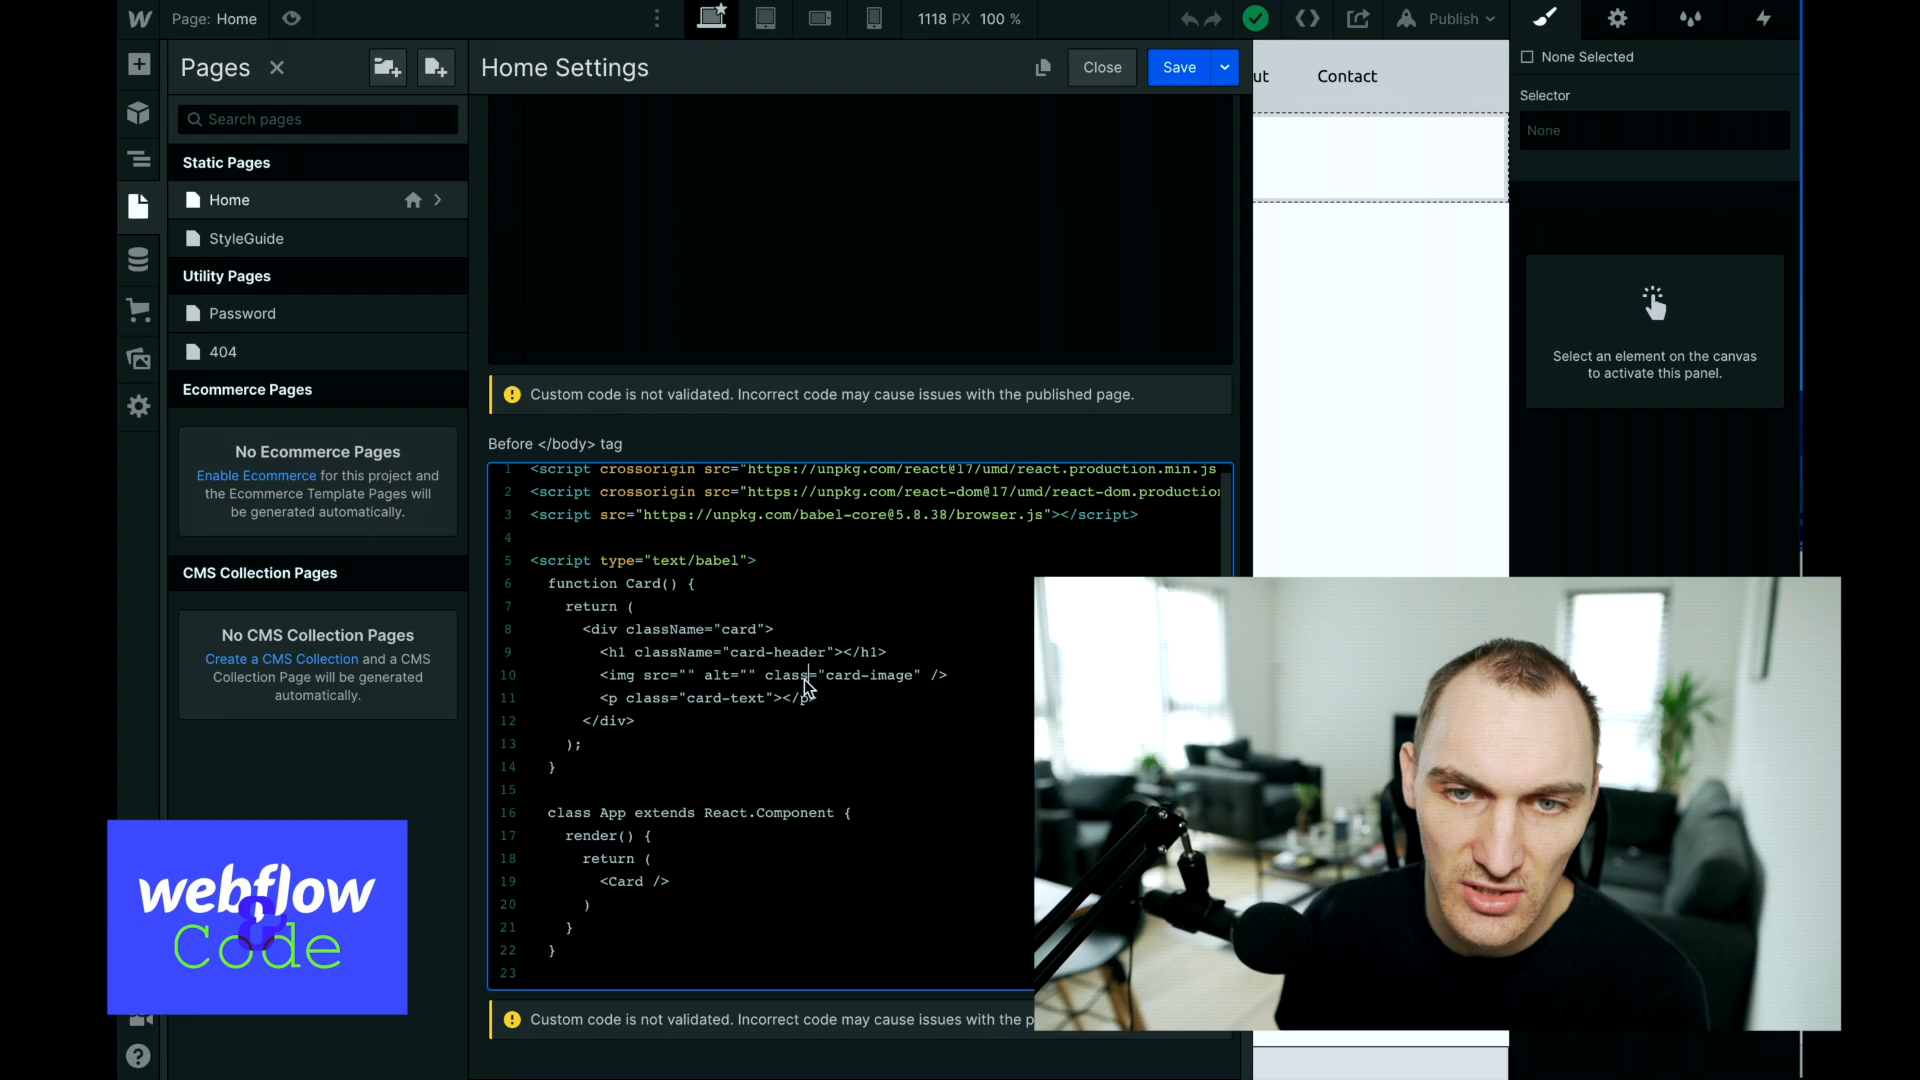 Page: Home
1118 PX 100 %
Publish
Pages
Home Settings
Close
Save
ut
Contact
None Selected
Search pages
Selector
None
Static Pages
Home
StyleGuide
Utility Pages
Password
404
Ecommerce Pages
No Ecommerce Pages
Enable Ecommerce for this project and
the Ecommerce Template Pages will
be generated automatically.
CMS Collection Pages
No CMS Collection Pages
Create a CMS Collection and a CMS
Collection Page will be generated
automatically.
Custom code is not validated. Incorrect code may cause issues with the published page.
Before </body> tag
1 <script crossorigin src="https://unpkg.com/react@17/umd/react.production.min.js
2 <script crossorigin src="https://unpkg.com/react-dom@17/umd/react-dom.production
3 <script src="https://unpkg.com/babel-core@5.8.38/browser.js"></script>
4
5 <script type="text/babel">
6 function Card() {
7 return (
8 <div className="card">
9 <h1 className="card-header"></h1>
10 <img src="" alt="" class="card-image" />
11 <p class="card-text"></p>
12 </div>
13 );
14 }
15
16 class App extends React.Component {
17 render() {
18 return (
19 <Card />
20 )
21 }
22 }
23
Custom code is not validated. Incorrect code may cause issues with the p
Select an element on the canvas
to activate this panel.
webflow
&
Code